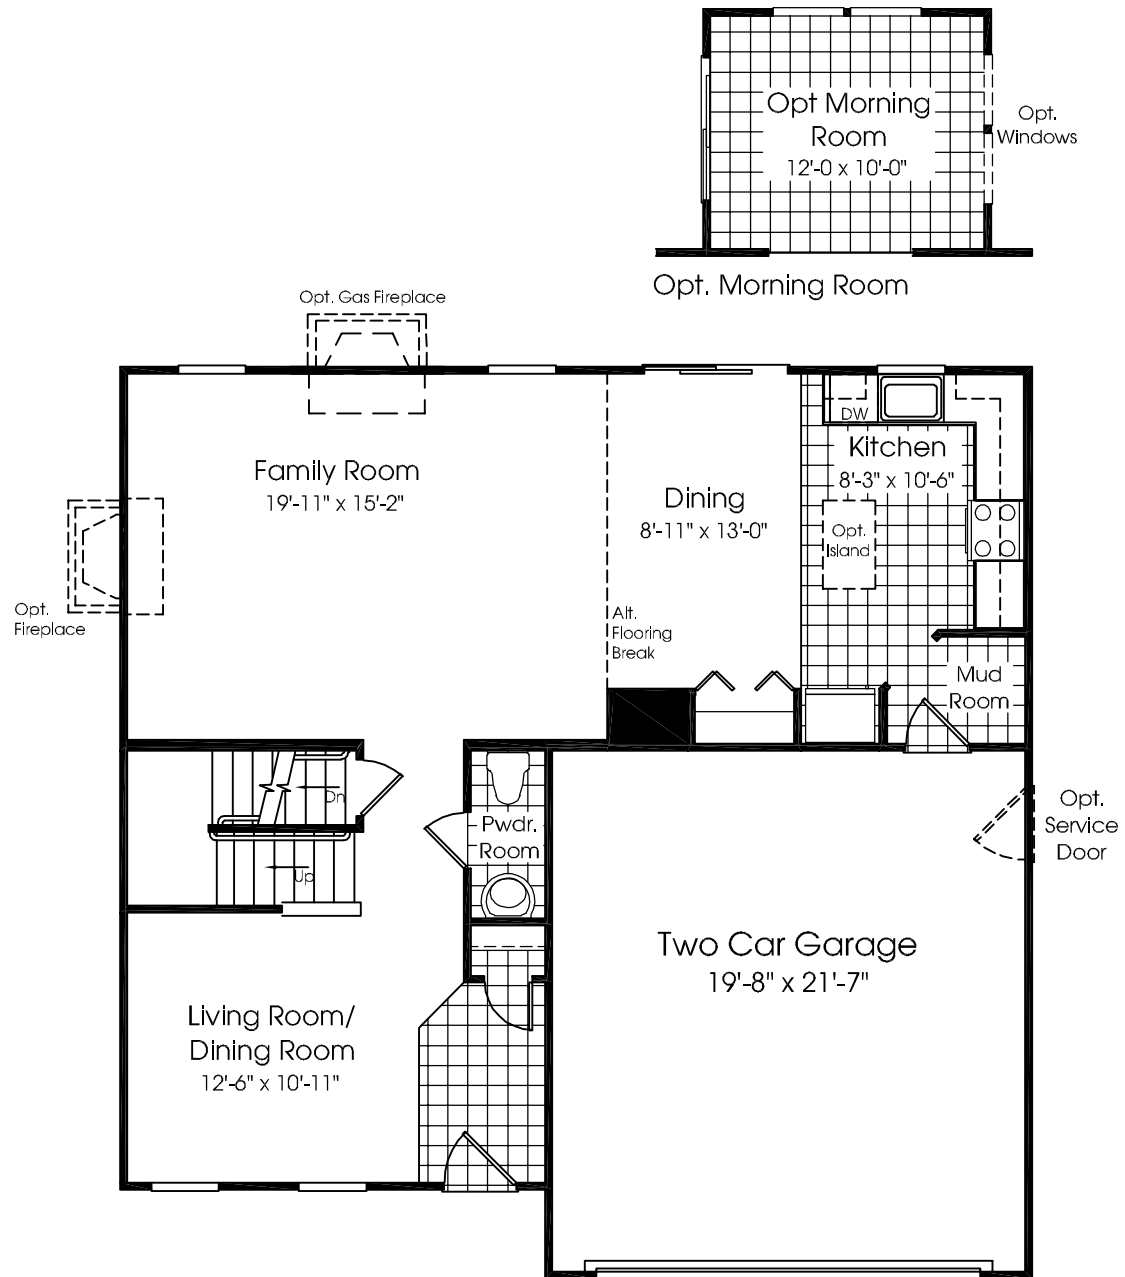 Opt Morning
Room
12'-0 x 10'-0"
Opt.
Windows
Opt. Morning Room
Opt. Gas Fireplace
Family Room
19'-11" x 15'-2"
Dining
8'-11" x 13'-0"
DW
Kitchen
8'-3" x 10'-6"
Opt.
Island
Opt.
Fireplace
Alt.
Flooring
Break
Mud
Room
Dn
Up
Pwdr.
Room
Opt.
Service
Door
Two Car Garage
19'-8" x 21'-7"
Living Room/
Dining Room
12'-6" x 10'-11"